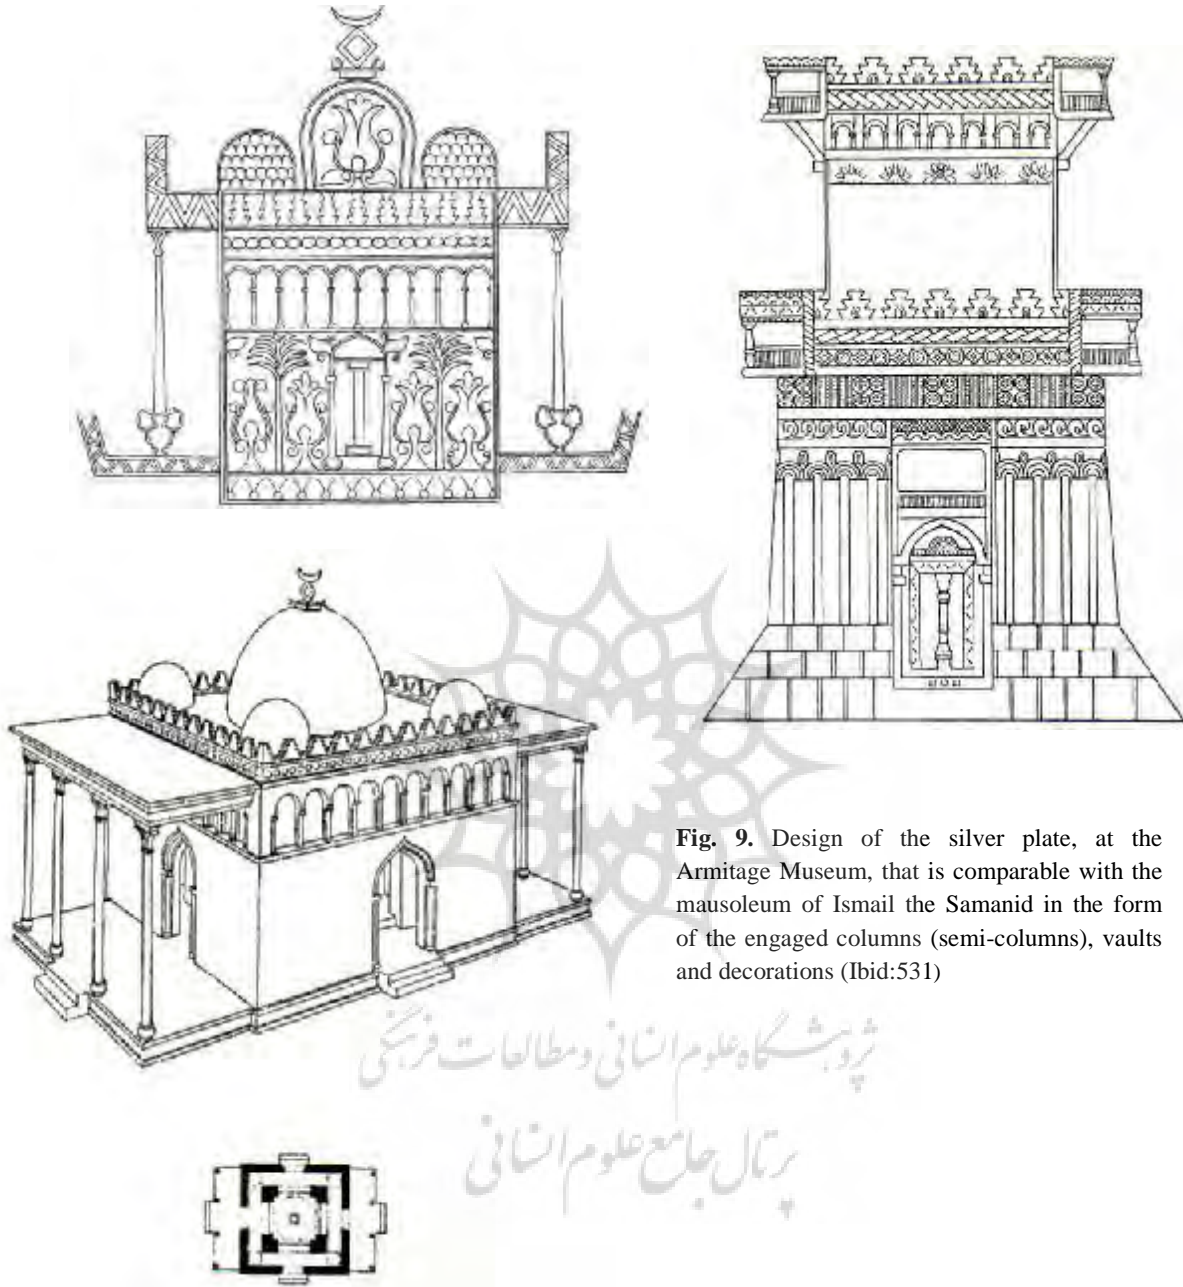 Fig. 9. Design of the silver plate, at the
Armitage Museum, that is comparable with the
mausoleum of Ismail the Samanid in the form
of the engaged columns (semi-columns), vaults
and decorations (Ibid:531)
پژوهشگاه علوم انسانی و مطالعات فرهنگی
پرتال جامع علوم انسانی